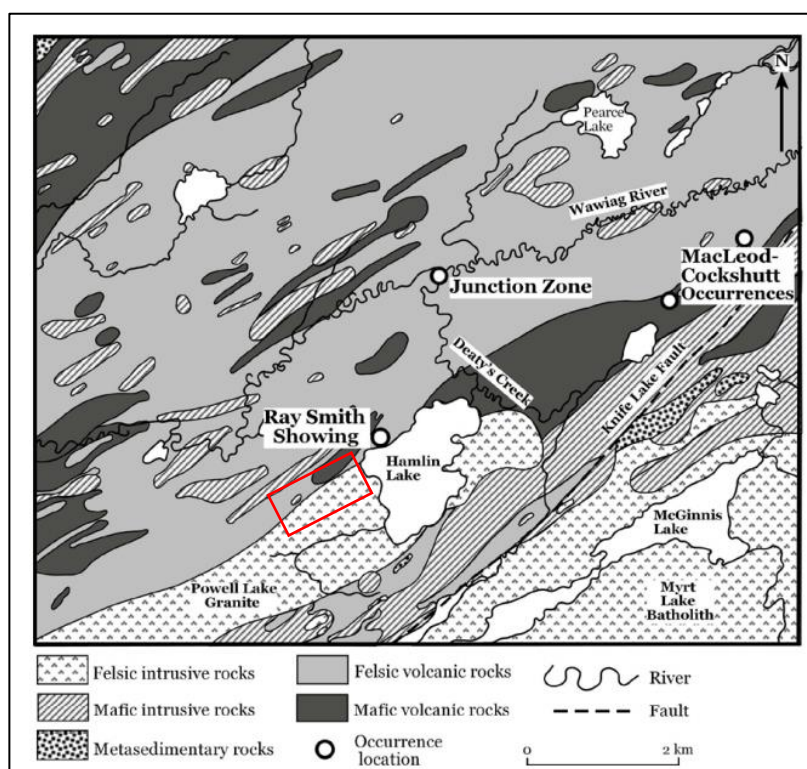 N
Pearce
Lake
Wawiag River
MacLeod-
Cockshutt
Occurrences
Junction Zone
Deaty's Creek
Knife Lake Fault
Ray Smith
Showing
Hamlin
Lake
McGinnis
Lake
Powell Lake
Granite
Myrt
Lake
Batholith
Felsic intrusive rocks
Felsic volcanic rocks
River
Mafic intrusive rocks
Mafic volcanic rocks
Fault
Metasedimentary rocks
Occurrence
location
0 2 km